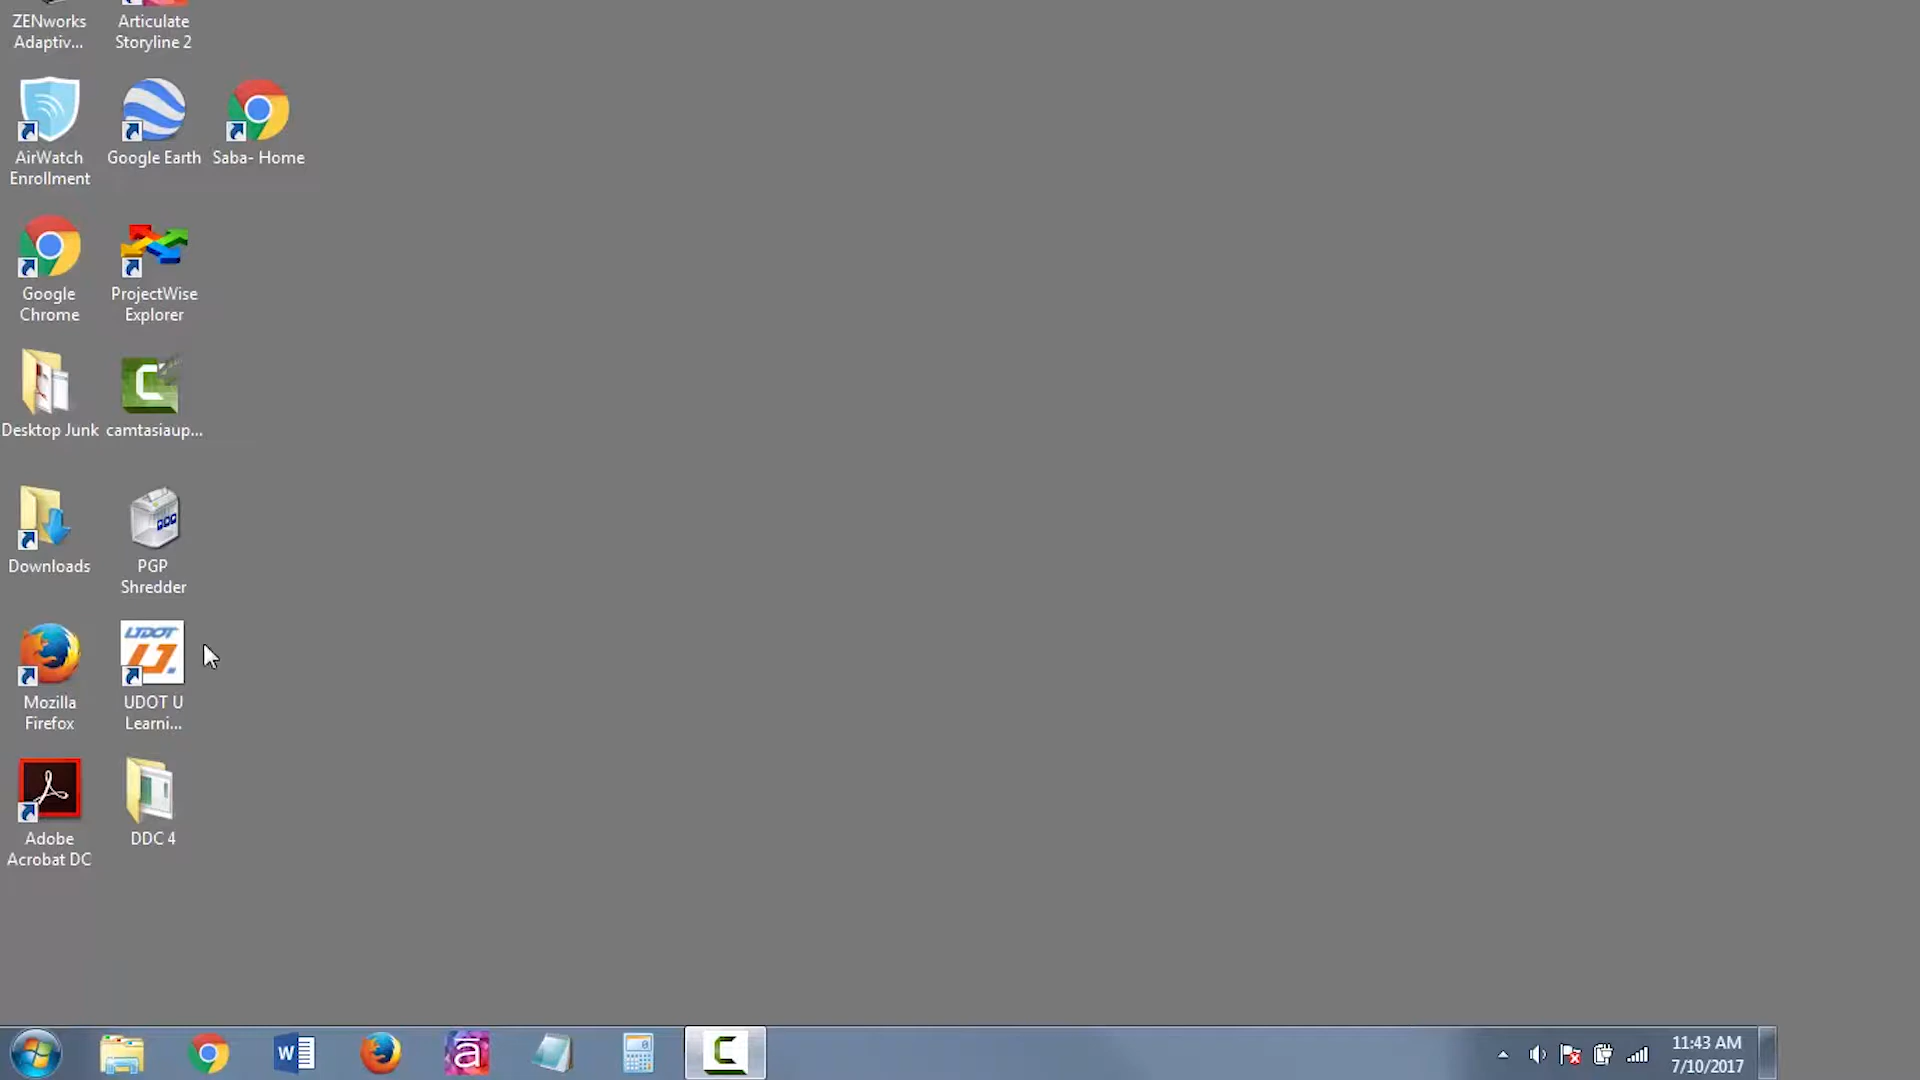 ZENworks
Adaptiv...
Articulate
Storyline 2
AirWatch
Enrollment
Google Earth
Saba- Home
Google
Chrome
ProjectWise
Explorer
Desktop Junk
camtasiaup...
Downloads
PGP
Shredder
UDOT
U
Mozilla
Firefox
UDOT U
Learni...
Adobe
Acrobat DC
DDC 4
11:43 AM
7/10/2017